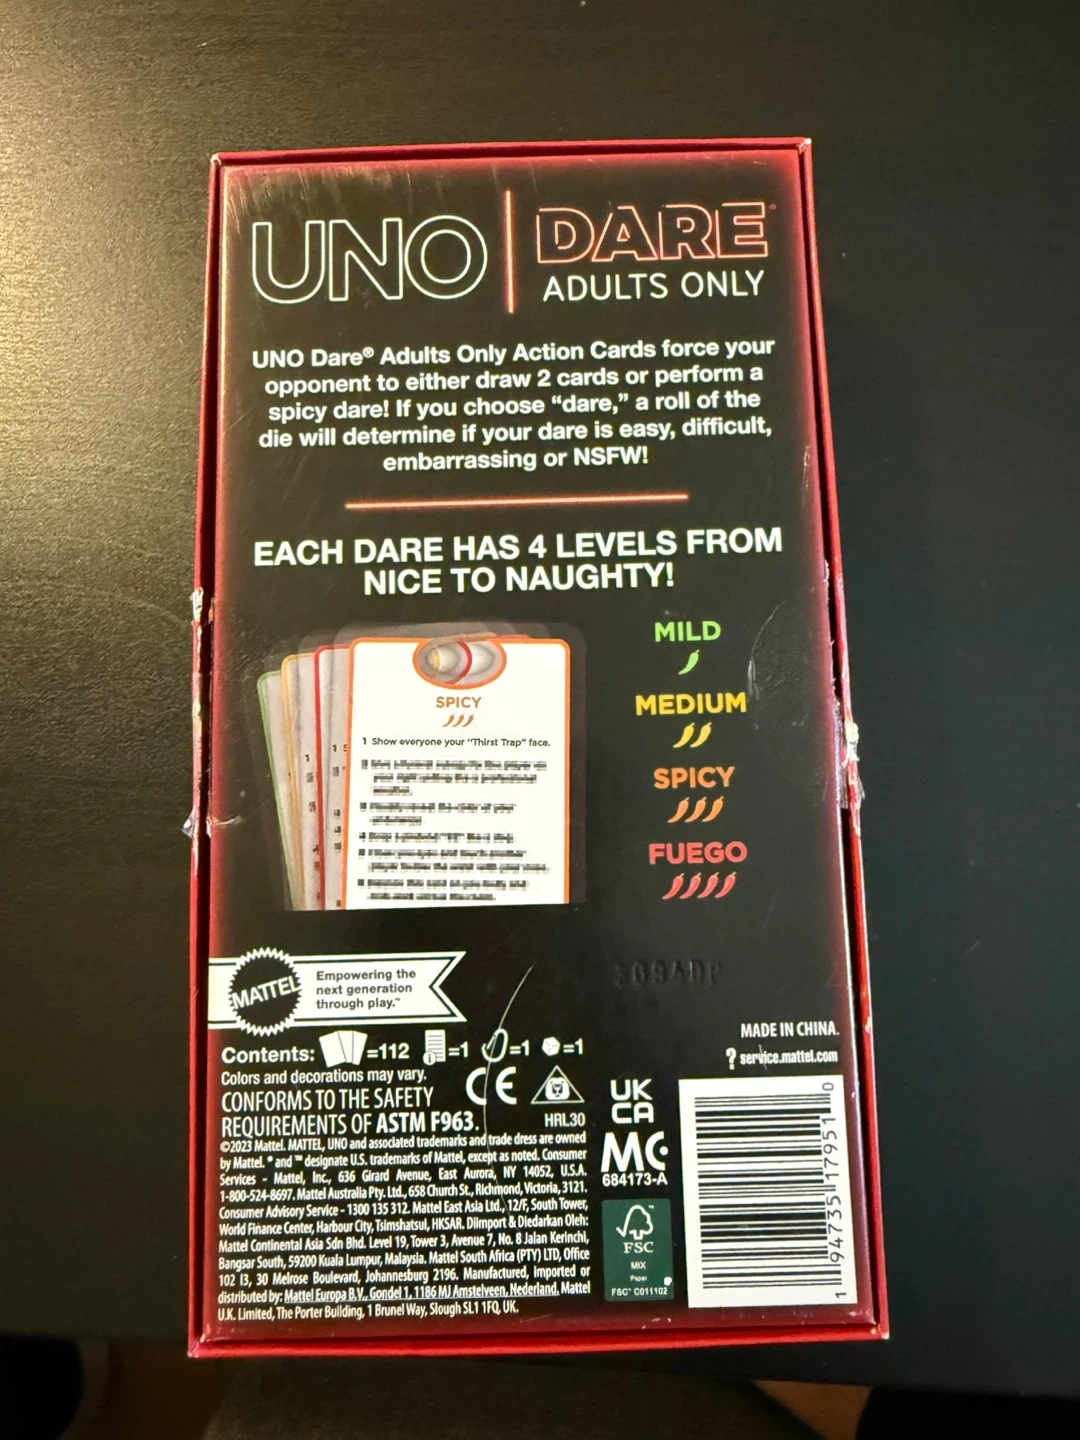 UNO
DARE®
ADULTS ONLY
UNO Dare® Adults Only Action Cards force your
opponent to either draw 2 cards or perform a
spicy dare! If you choose “dare,” a roll of the
die will determine if your dare is easy, difficult,
embarrassing or NSFW!
EACH DARE HAS 4 LEVELS FROM
NICE TO NAUGHTY!
SPICY
1 Show everyone your “Thirst Trap” face.
1
1 S
MILD
MEDIUM
SPICY
FUEGO
MATTEL
Empowering the
next generation
through play.™
Contents: =112 =1 =1 =1
Colors and decorations may vary.
CONFORMS TO THE SAFETY
REQUIREMENTS OF ASTM F963.
CE
HRL30
©2023 Mattel. MATTEL, UNO and associated trademarks and trade dress are owned
by Mattel. ® and ™ designate U.S. trademarks of Mattel, except as noted. Consumer
Services - Mattel, Inc., 636 Girard Avenue, East Aurora, NY 14052, U.S.A.
1-800-524-8697. Mattel Australia Pty. Ltd., 658 Church St., Richmond, Victoria, 3121.
Consumer Advisory Service - 1300 135 312. Mattel East Asia Ltd., 12/F, South Tower,
World Finance Center, Harbour City, Tsimshatsui, HKSAR. Diimport & Diedarkan Oleh:
Mattel Continental Asia Sdn Bhd. Level 19, Tower 3, Avenue 7, No. 8 Jalan Kerinchi,
Bangsar South, 59200 Kuala Lumpur, Malaysia. Mattel South Africa (PTY) LTD, Office
102 I3, 30 Melrose Boulevard, Johannesburg 2196. Manufactured, imported or
distributed by: Mattel Europa B.V., Gondel 1, 1186 MJ Amstelveen, Nederland. Mattel
U.K. Limited, The Porter Building, 1 Brunel Way, Slough SL1 1FQ, UK.
MADE IN CHINA.
? service.mattel.com
UK
CA
MC
684173-A
FSC
MIX
Paper
FSC® C011102
1 94735 17951 0